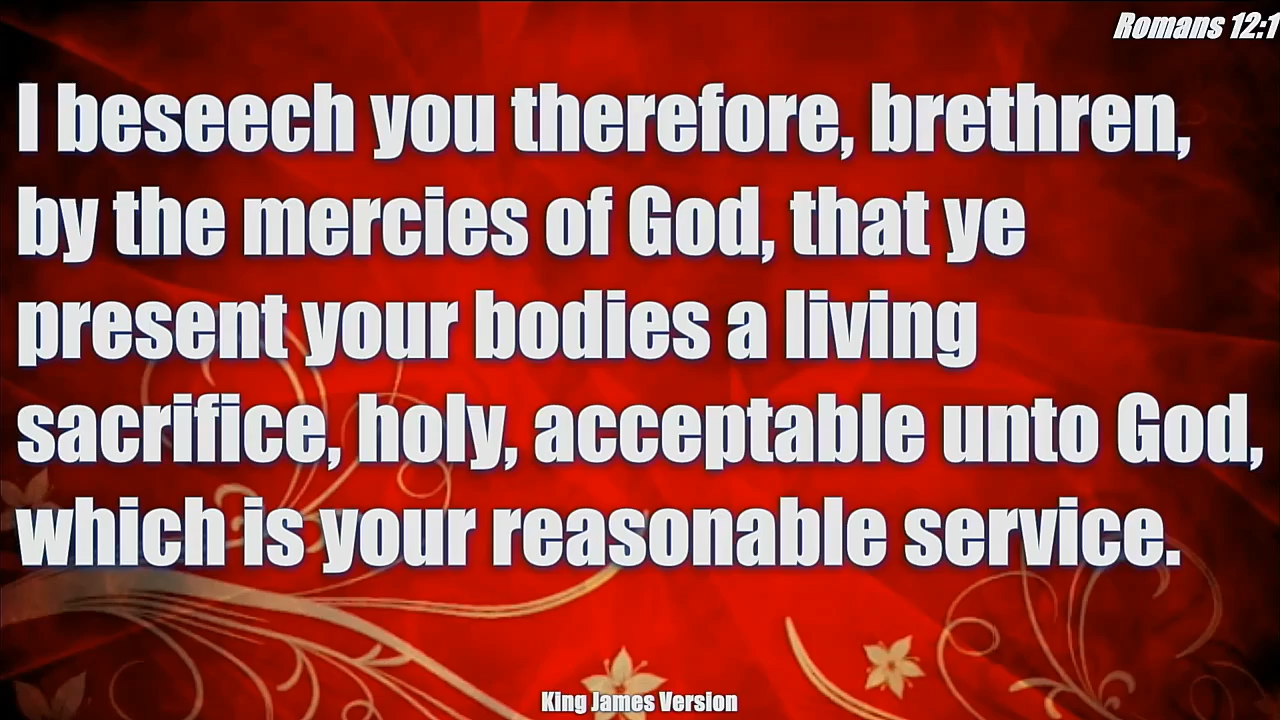 Romans 12:1
I beseech you therefore, brethren,
by the mercies of God, that ye
present your bodies a living
sacrifice, holy, acceptable unto God,
which is your reasonable service.
King James Version